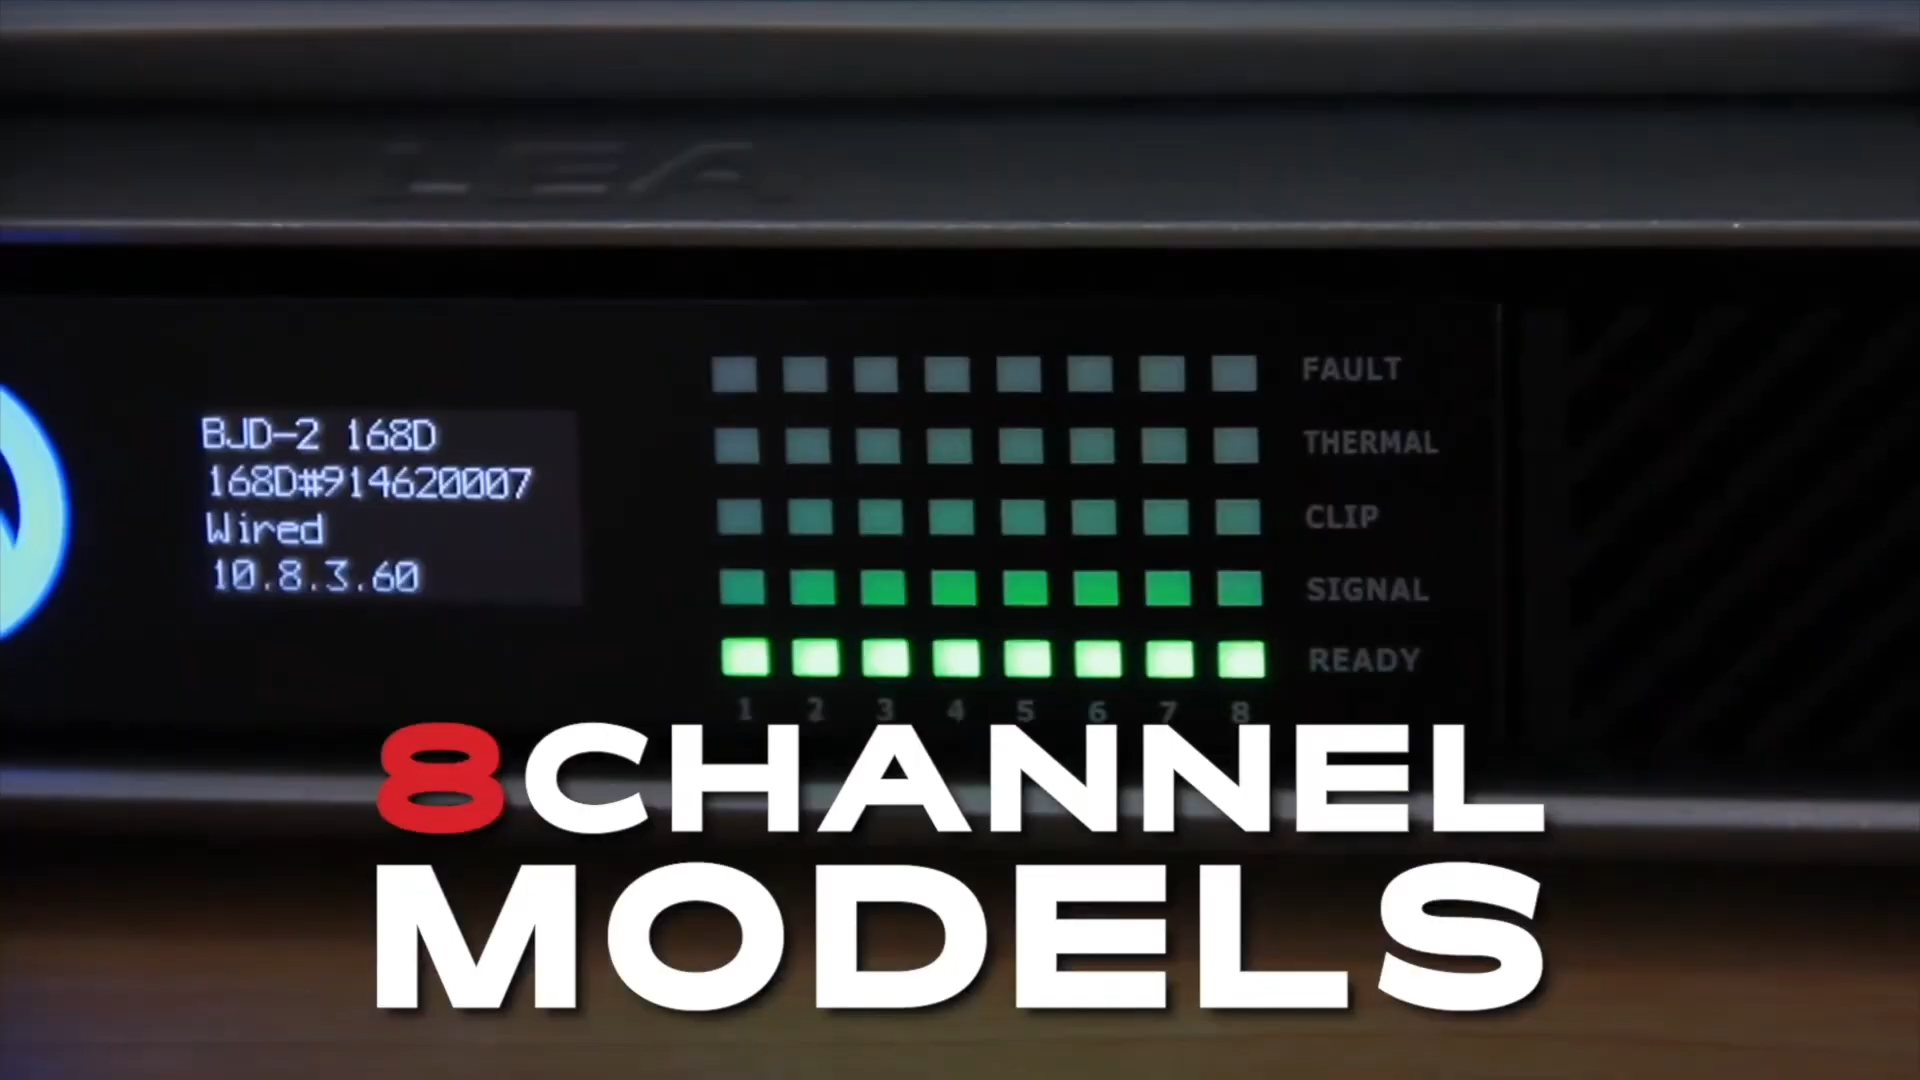 LEA
BJD-2 168D
168D#914620007
Wired
10.8.3.60
FAULT
THERMAL
CLIP
SIGNAL
READY
1 2 3 4 5 6 7 8
8CHANNEL
MODELS